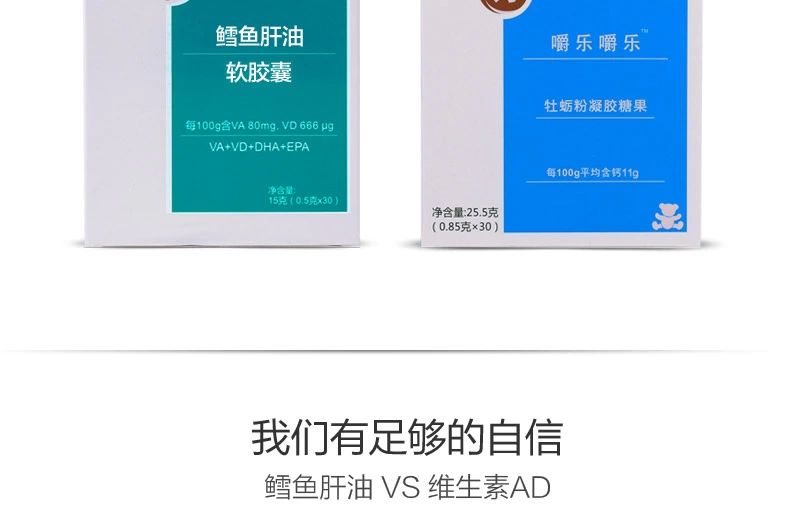 鳕鱼肝油
软胶囊
每100g含VA 80mg, VD 666 μg
VA+VD+DHA+EPA
净含量:
15克（0.5克x30）
嚼乐嚼乐™
牡蛎粉凝胶糖果
每100g平均含钙11g
净含量:25.5克
（0.85克×30）
我们有足够的自信
鳕鱼肝油 VS 维生素AD